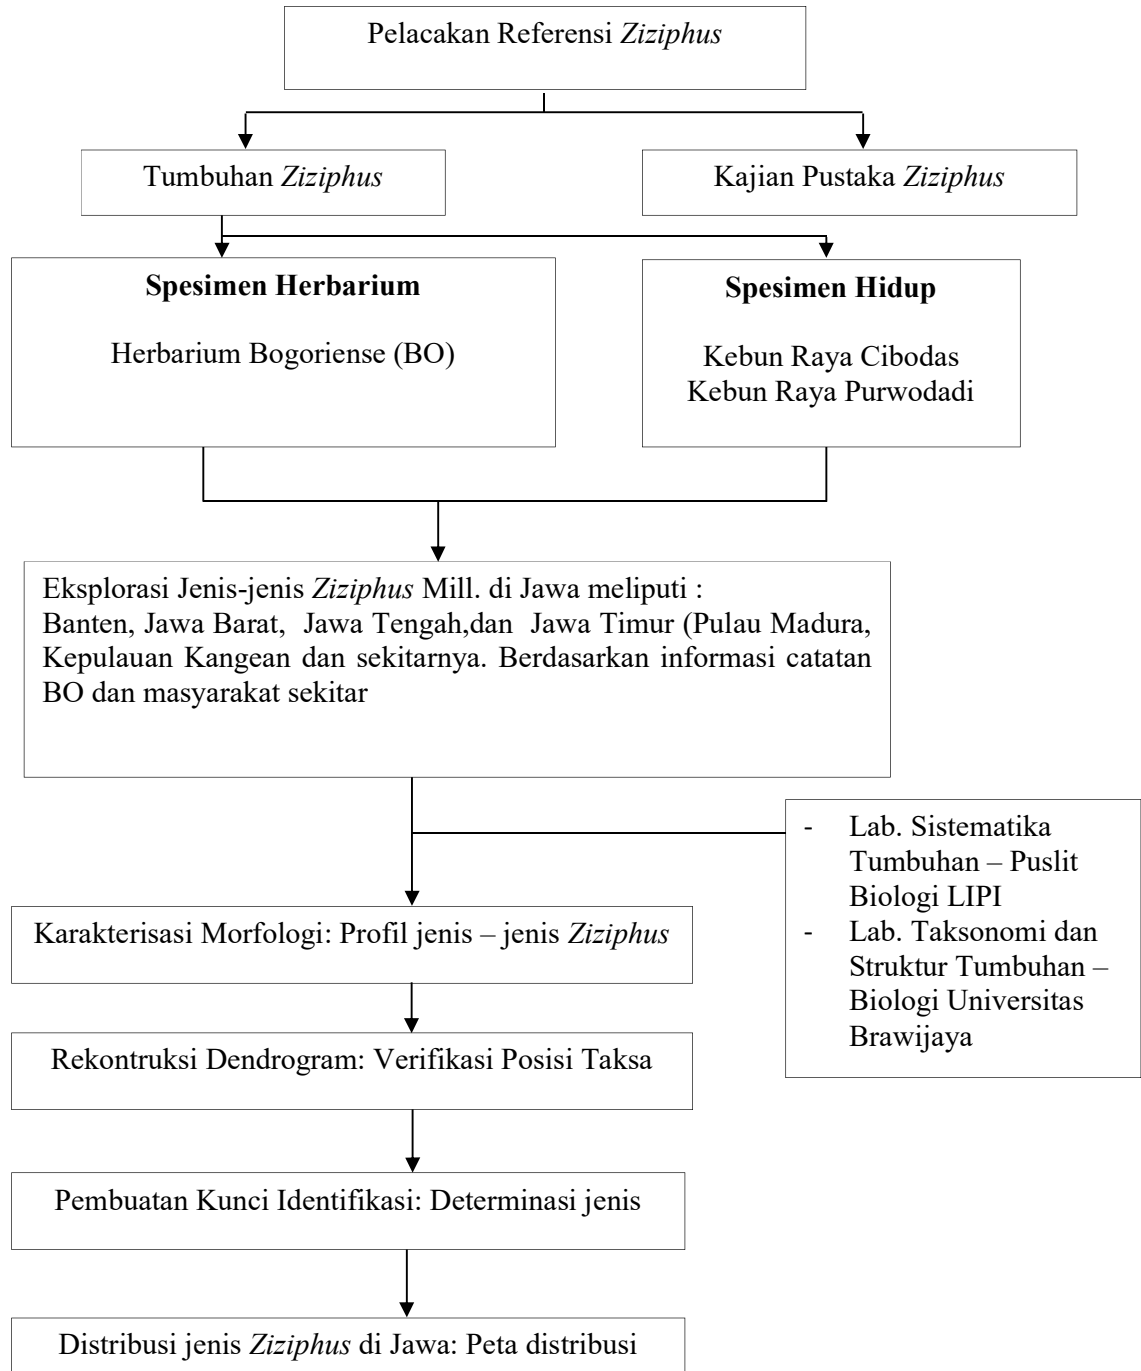 Pelacakan Referensi Ziziphus
Tumbuhan Ziziphus
Kajian Pustaka Ziziphus
Spesimen Herbarium
Herbarium Bogoriense (BO)
Spesimen Hidup
Kebun Raya Cibodas
Kebun Raya Purwodadi
Eksplorasi Jenis-jenis Ziziphus Mill. di Jawa meliputi :
Banten, Jawa Barat, Jawa Tengah,dan Jawa Timur (Pulau Madura,
Kepulauan Kangean dan sekitarnya. Berdasarkan informasi catatan
BO dan masyarakat sekitar
- Lab. Sistematika
Tumbuhan – Puslit
Biologi LIPI
- Lab. Taksonomi dan
Struktur Tumbuhan –
Biologi Universitas
Brawijaya
Karakterisasi Morfologi: Profil jenis – jenis Ziziphus
Rekontruksi Dendrogram: Verifikasi Posisi Taksa
Pembuatan Kunci Identifikasi: Determinasi jenis
Distribusi jenis Ziziphus di Jawa: Peta distribusi